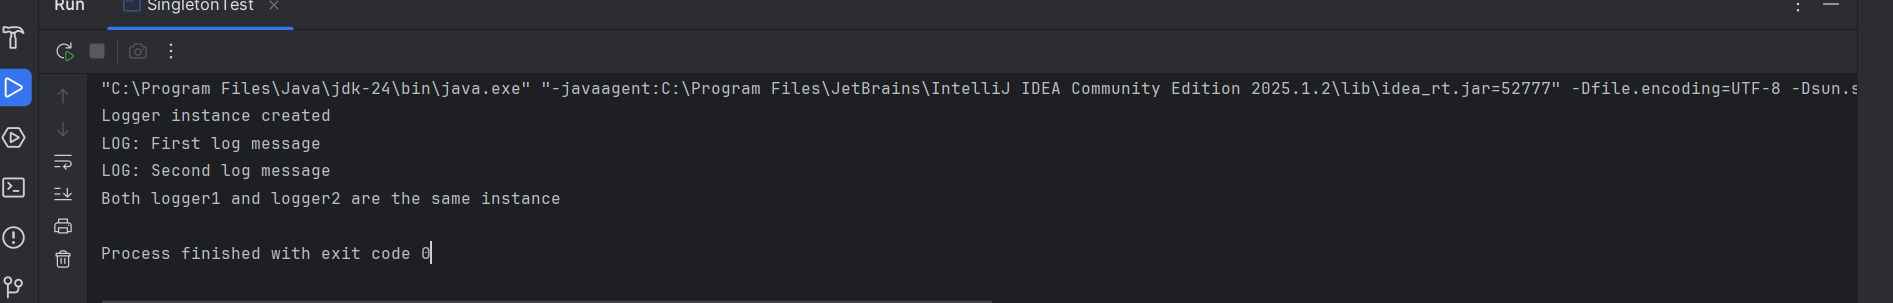 Run SingletonTest
"C:\Program Files\Java\jdk-24\bin\java.exe" "-javaagent:C:\Program Files\JetBrains\IntelliJ IDEA Community Edition 2025.1.2\lib\idea_rt.jar=52777" -Dfile.encoding=UTF-8 -Dsun.s
Logger instance created
LOG: First log message
LOG: Second log message
Both logger1 and logger2 are the same instance
Process finished with exit code 0